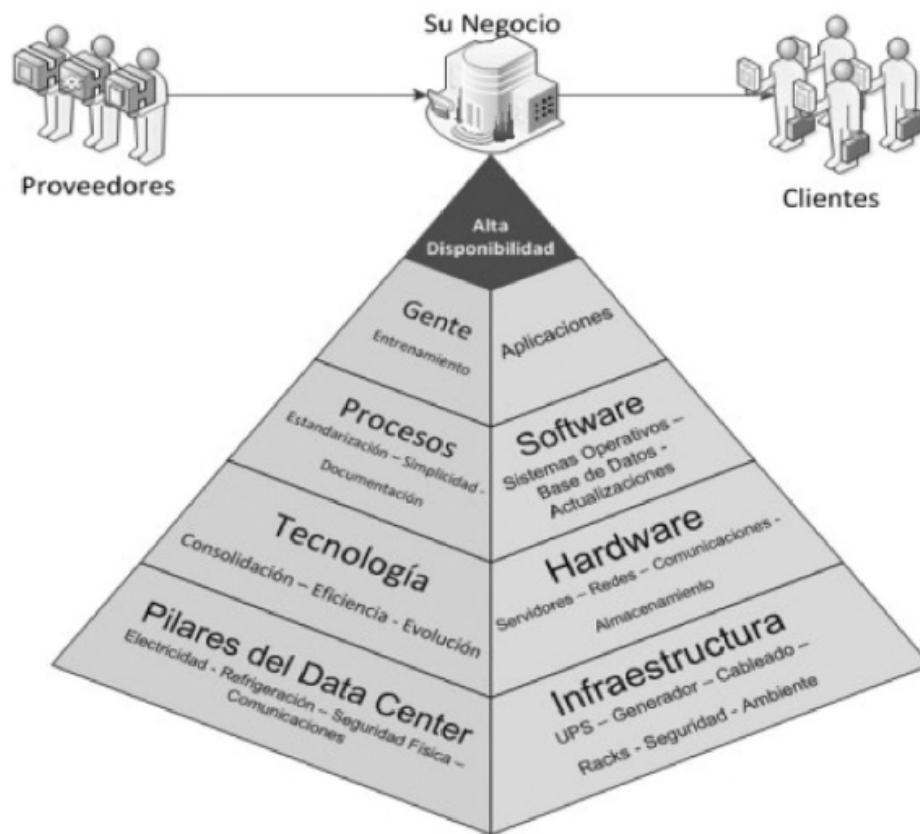 Su Negocio
Proveedores
Clientes
Alta
Disponibilidad
Gente
Entrenamiento
Aplicaciones
Procesos
Estandarización – Simplicidad -
Documentación
Software
Sistemas Operativos –
Base de Datos -
Actualizaciones
Tecnología
Consolidación – Eficiencia - Evolución
Hardware
Servidores – Redes – Comunicaciones -
Almacenamiento
Pilares del Data Center
Electricidad - Refrigeración – Seguridad Física –
Comunicaciones
Infraestructura
UPS – Generador – Cableado –
Racks - Seguridad - Ambiente